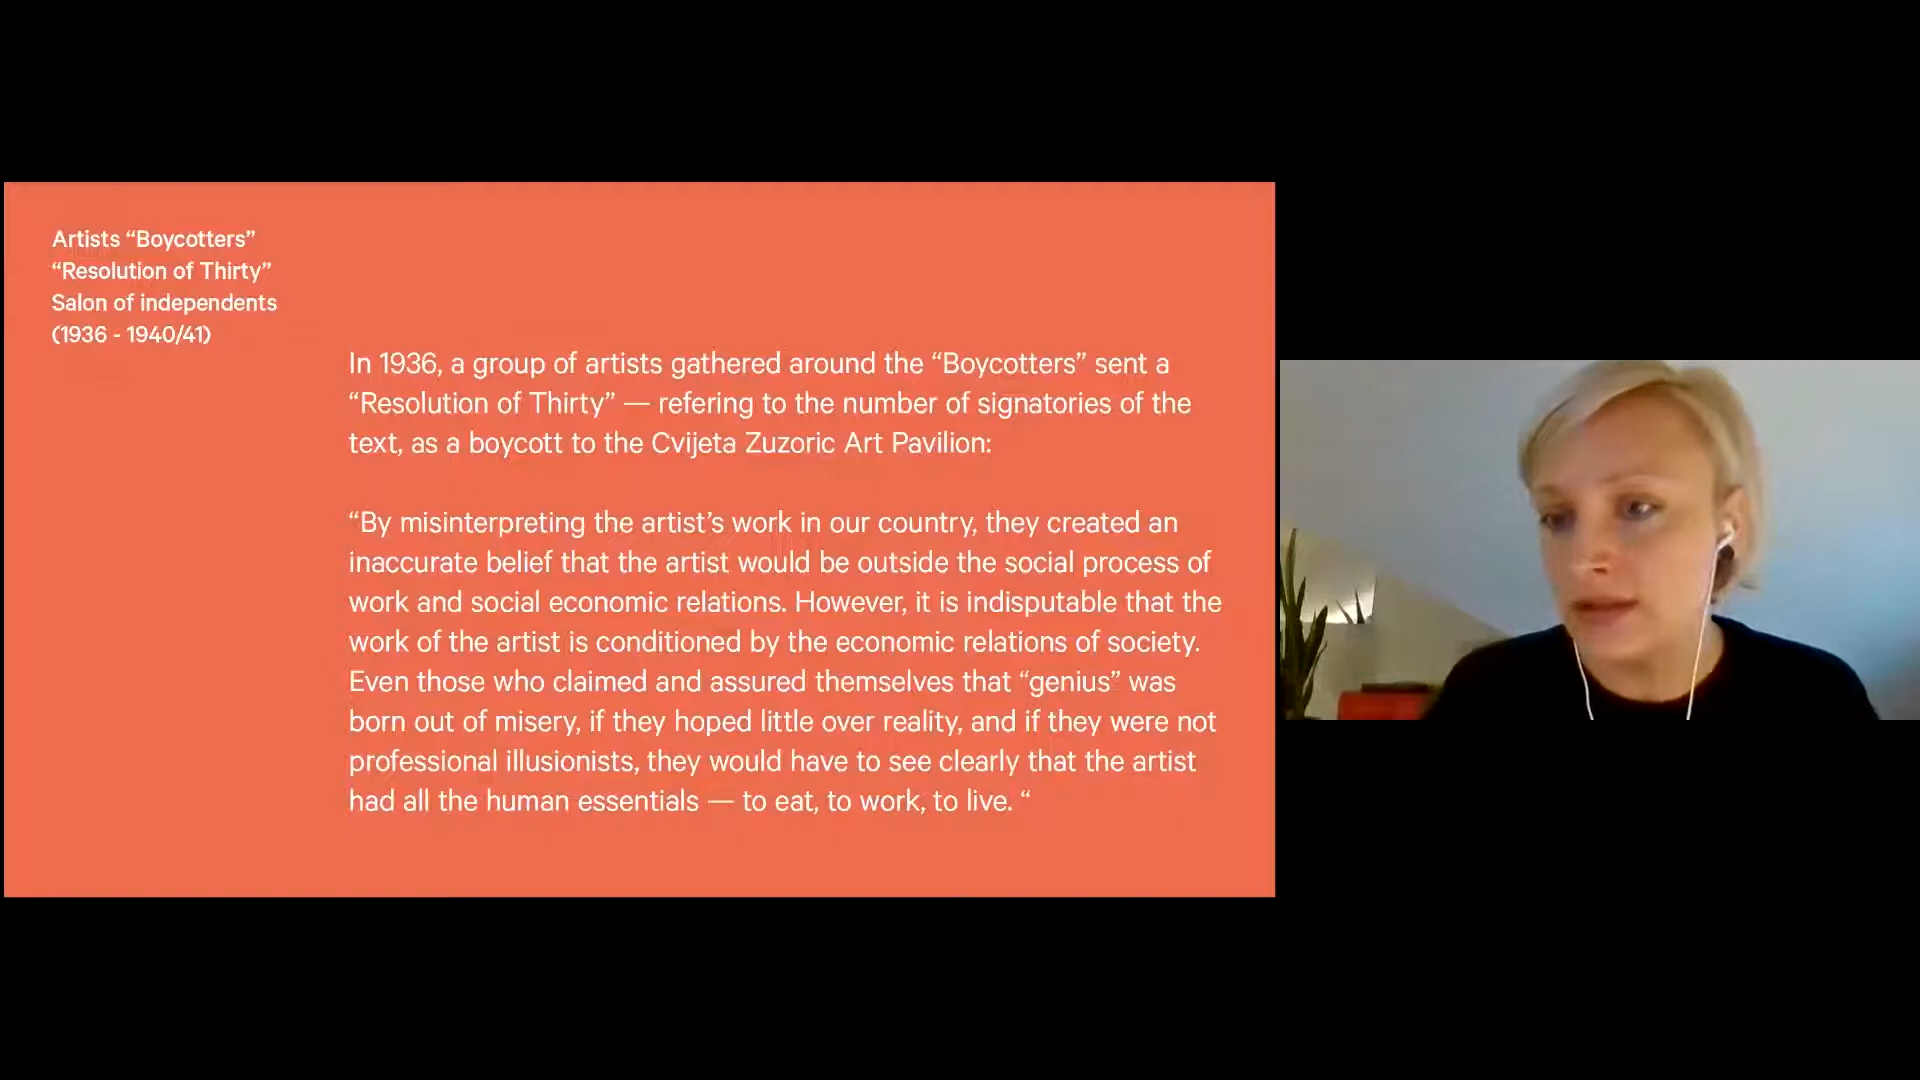 Artists “Boycotters”
“Resolution of Thirty”
Salon of independents
(1936 - 1940/41)
In 1936, a group of artists gathered around the “Boycotters” sent a
“Resolution of Thirty” — refering to the number of signatories of the
text, as a boycott to the Cvijeta Zuzoric Art Pavilion:
“By misinterpreting the artist’s work in our country, they created an
inaccurate belief that the artist would be outside the social process of
work and social economic relations. However, it is indisputable that the
work of the artist is conditioned by the economic relations of society.
Even those who claimed and assured themselves that “genius” was
born out of misery, if they hoped little over reality, and if they were not
professional illusionists, they would have to see clearly that the artist
had all the human essentials — to eat, to work, to live. “